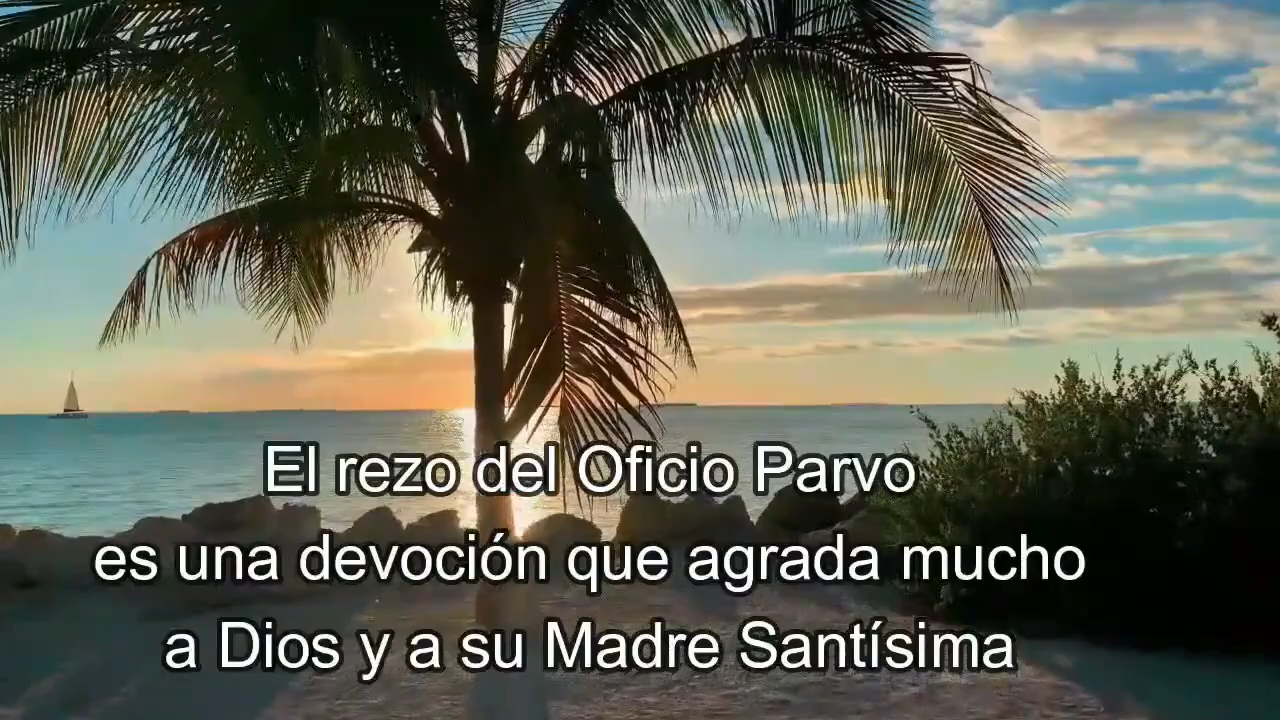 El rezo del Oficio Parvo
es una devoción que agrada mucho
a Dios y a su Madre Santísima